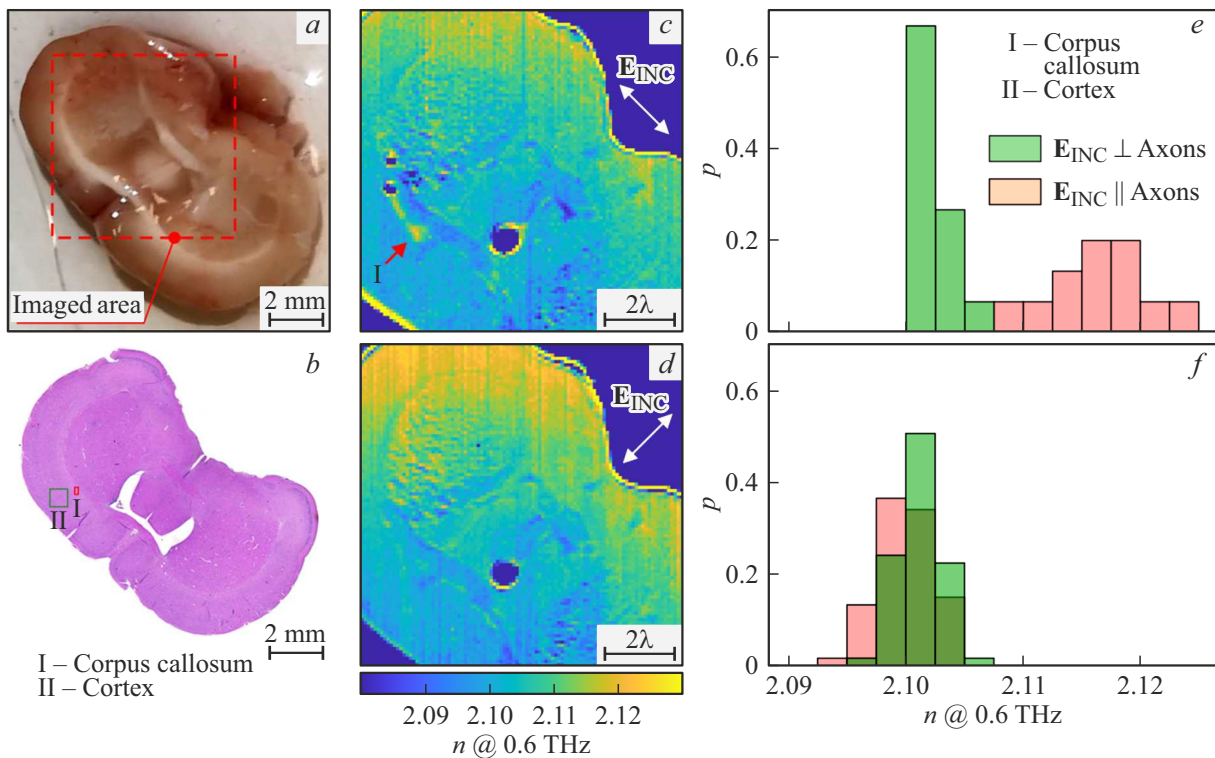 a
Imaged area
2 mm
b
II
I
2 mm
I – Corpus callosum
II – Cortex
c
E_INC
I
2λ
d
E_INC
2λ
2.09 2.10 2.11 2.12
n @ 0.6 THz
e
I – Corpus
callosum
II – Cortex
E_INC ⊥ Axons
E_INC || Axons
p
0.6
0.4
0.2
0
f
p
0.6
0.4
0.2
0
2.09 2.10 2.11 2.12
n @ 0.6 THz